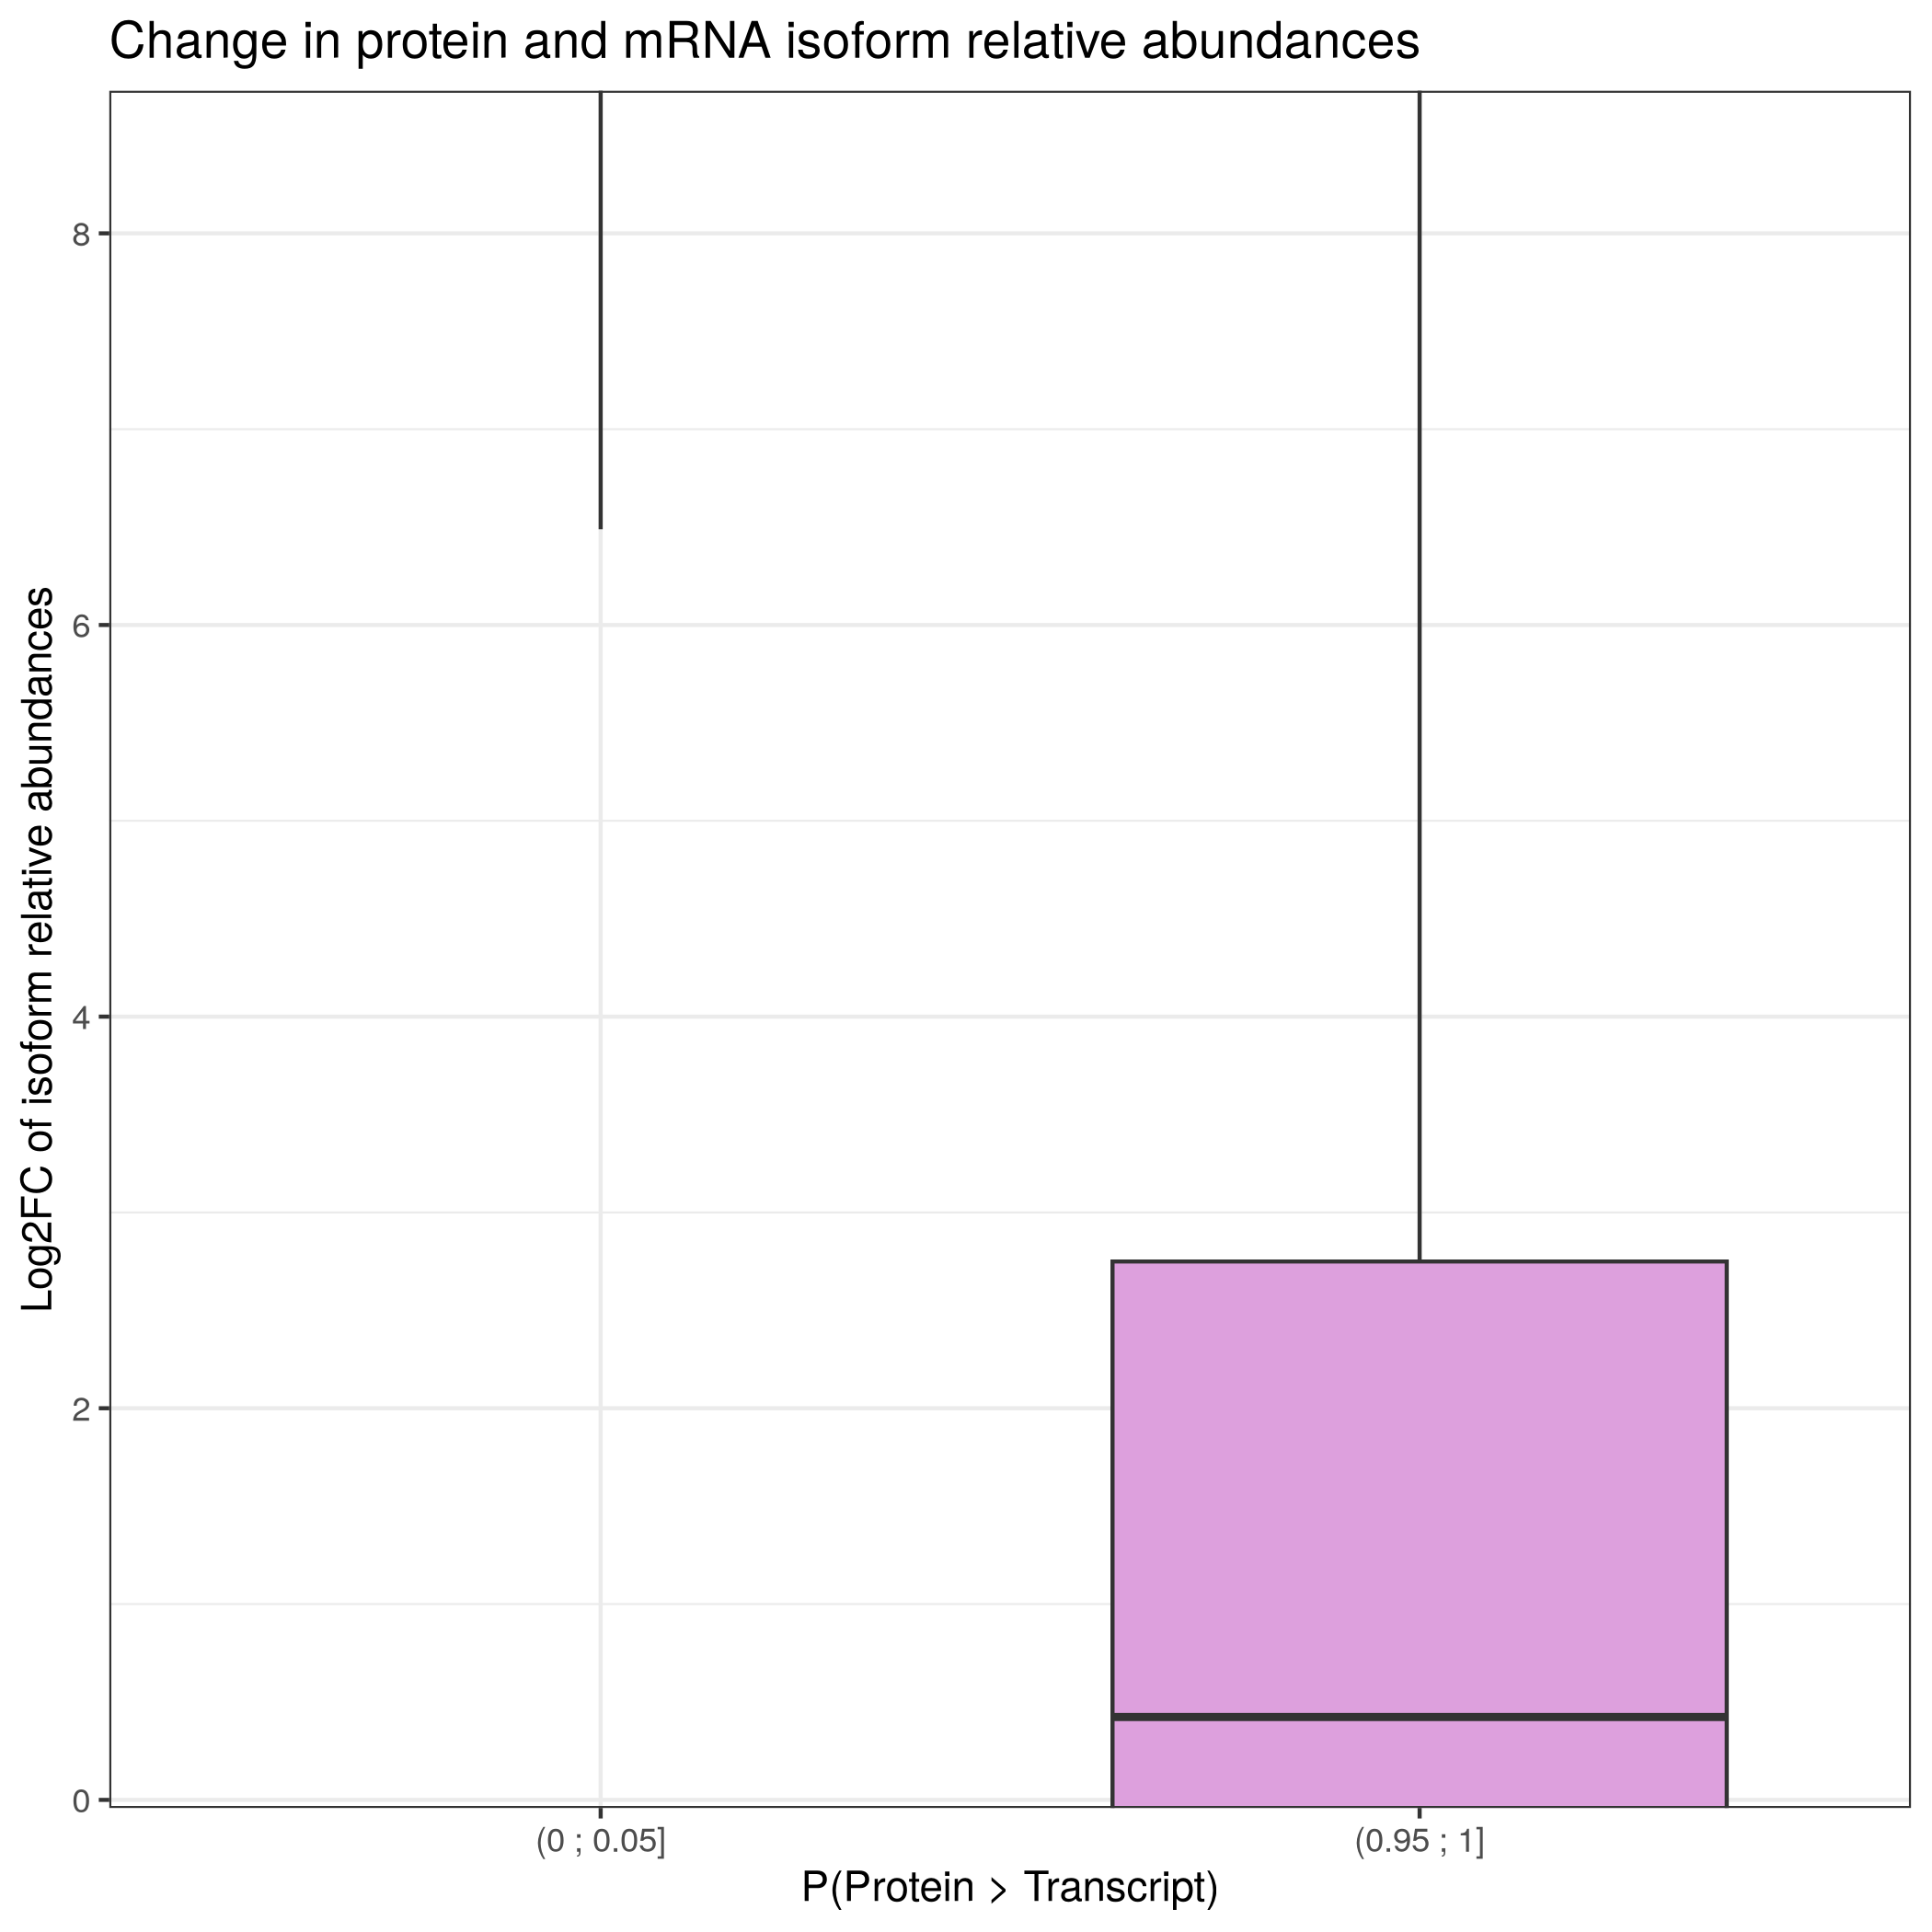 Change in protein and mRNA isoform relative abundances
Log2FC of isoform relative abundances
8
6
4
2
0
(0 ; 0.05]
(0.95 ; 1]
P(Protein > Transcript)